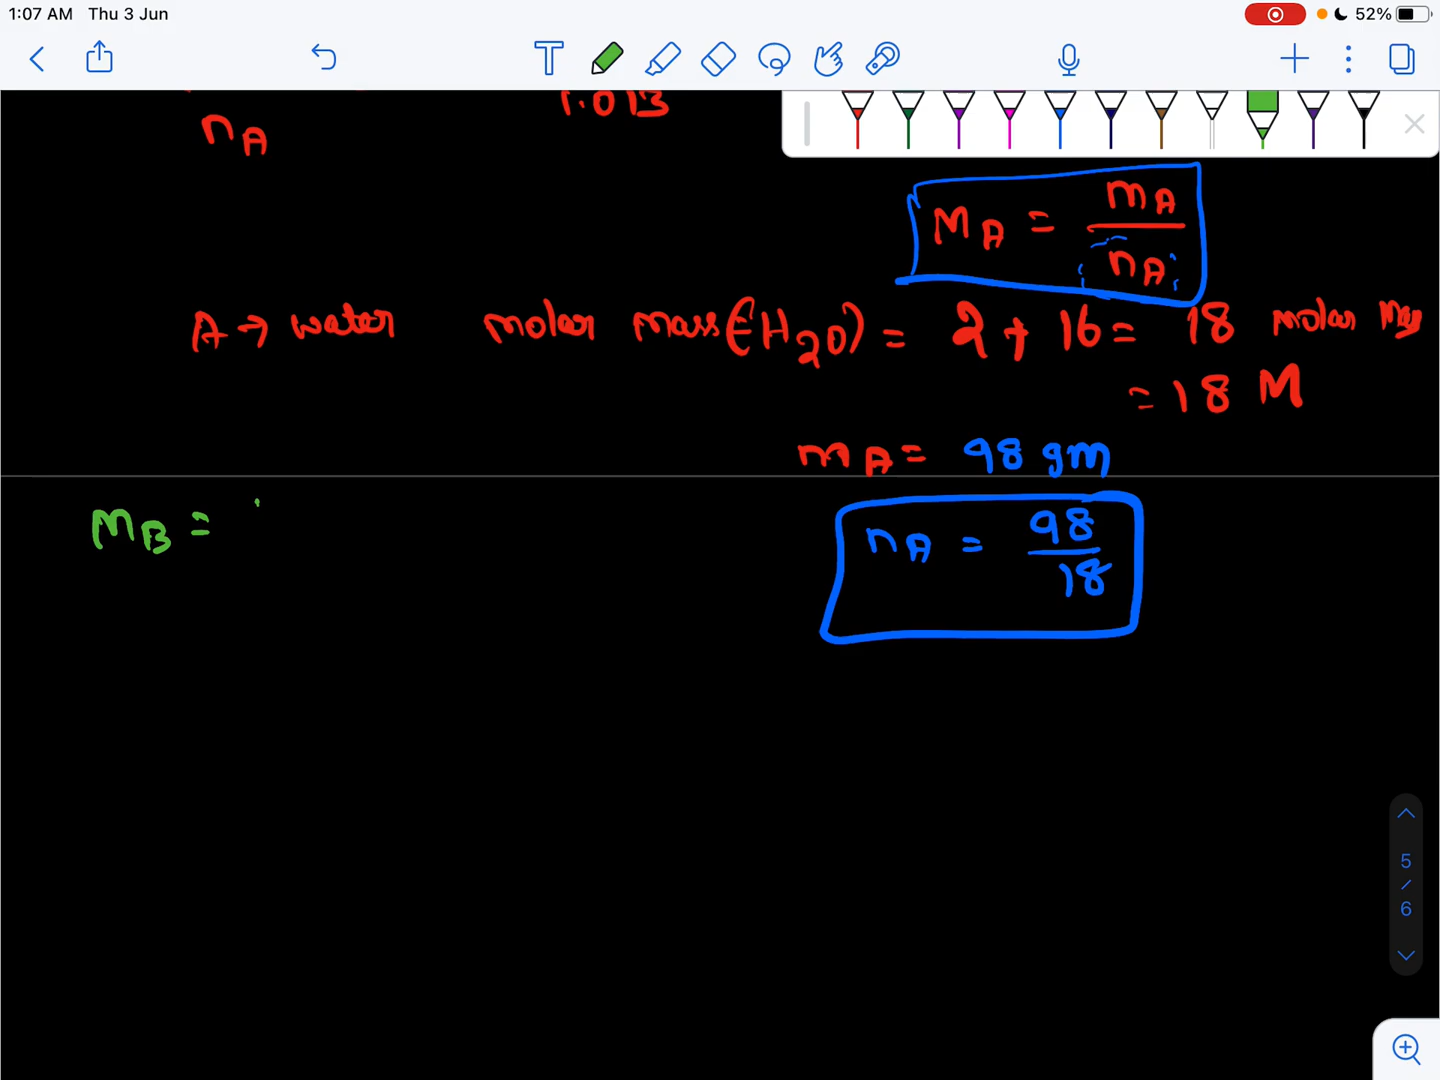 1:07 AM Thu 3 Jun 52%
T
1.013
nA
MA = mA / nA
A → water molar mass (H2O) = 2 + 16 = 18 molar
= 18 M
mA = 98 gm
MB =
nA = 98 / 18
5 / 6